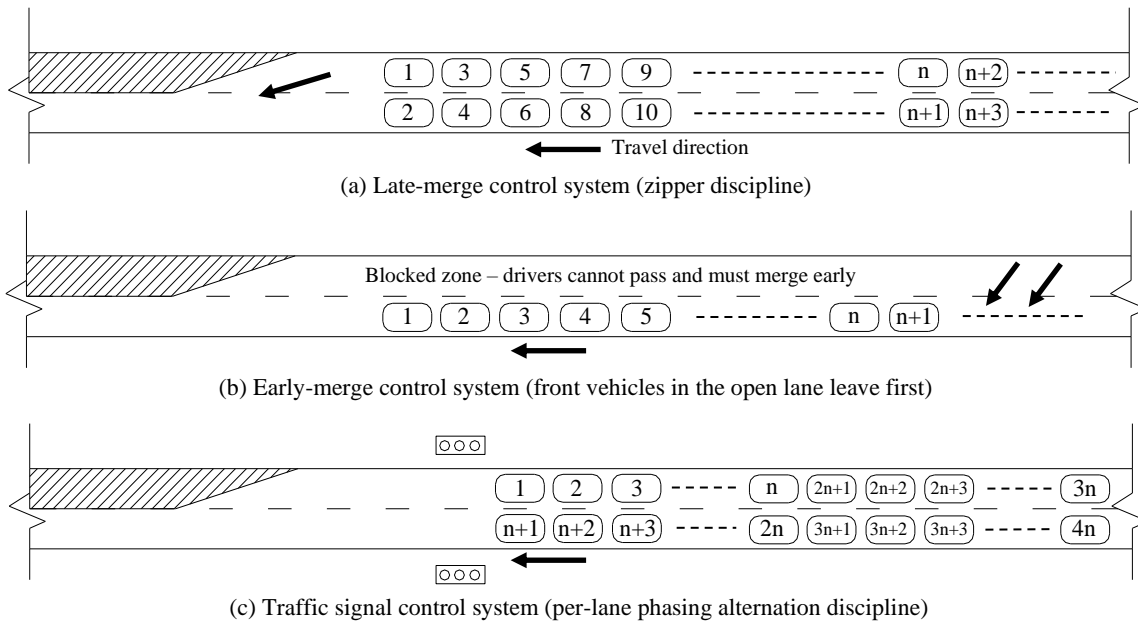 1 3 5 7 9 n n+2
2 4 6 8 10 n+1 n+3
Travel direction
(a) Late-merge control system (zipper discipline)
Blocked zone – drivers cannot pass and must merge early
1 2 3 4 5 n n+1
(b) Early-merge control system (front vehicles in the open lane leave first)
1 2 3 n 2n+1 2n+2 2n+3 3n
n+1 n+2 n+3 2n 3n+1 3n+2 3n+3 4n
(c) Traffic signal control system (per-lane phasing alternation discipline)